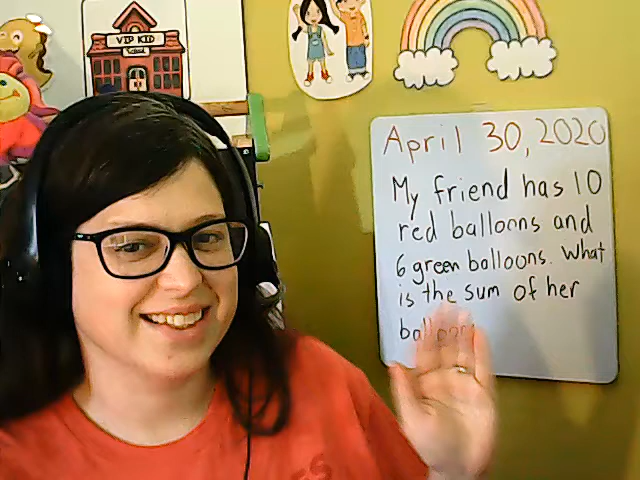 VIP KID
School
April 30, 2020
My friend has 10
red balloons and
6 green balloons. What
is the sum of her